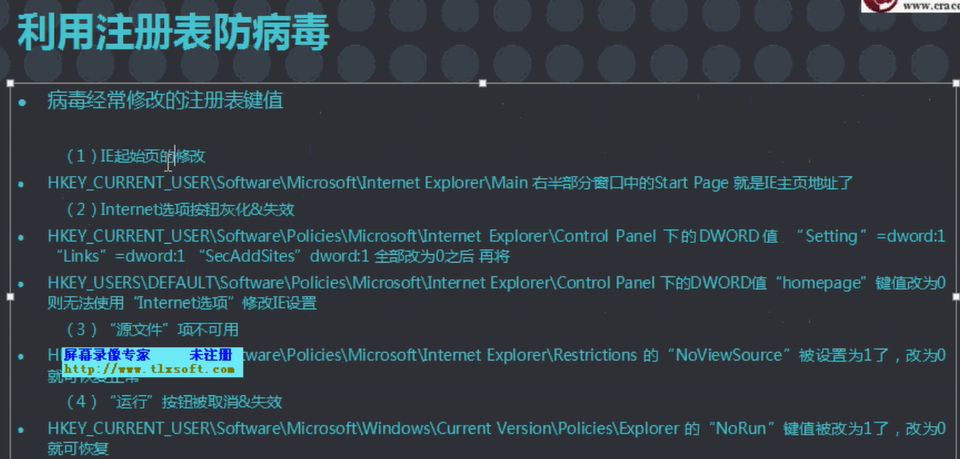 www.crac
利用注册表防病毒
病毒经常修改的注册表键值
（1）IE起始页的修改
HKEY_CURRENT_USER\Software\Microsoft\Internet Explorer\Main 右半部分窗口中的Start Page 就是IE主页地址了
（2）Internet选项按钮灰化&失效
HKEY_CURRENT_USER\Software\Policies\Microsoft\Internet Explorer\Control Panel 下的DWORD值 “Setting”=dword:1
“Links”=dword:1 “SecAddSites”dword:1 全部改为0之后 再将
HKEY_USERS\DEFAULT\Software\Policies\Microsoft\Internet Explorer\Control Panel 下的DWORD值“homepage”键值改为0
则无法使用“Internet选项”修改IE设置
（3）“源文件”项不可用
屏幕录像专家 未注册
tware\Policies\Microsoft\Internet Explorer\Restrictions 的“NoViewSource”被设置为1了，改为0
http://www.tlxsoft.com
就可恢复正常
（4）“运行”按钮被取消&失效
HKEY_CURRENT_USER\Software\Microsoft\Windows\Current Version\Policies\Explorer 的“NoRun”键值被改为1了，改为0
就可恢复